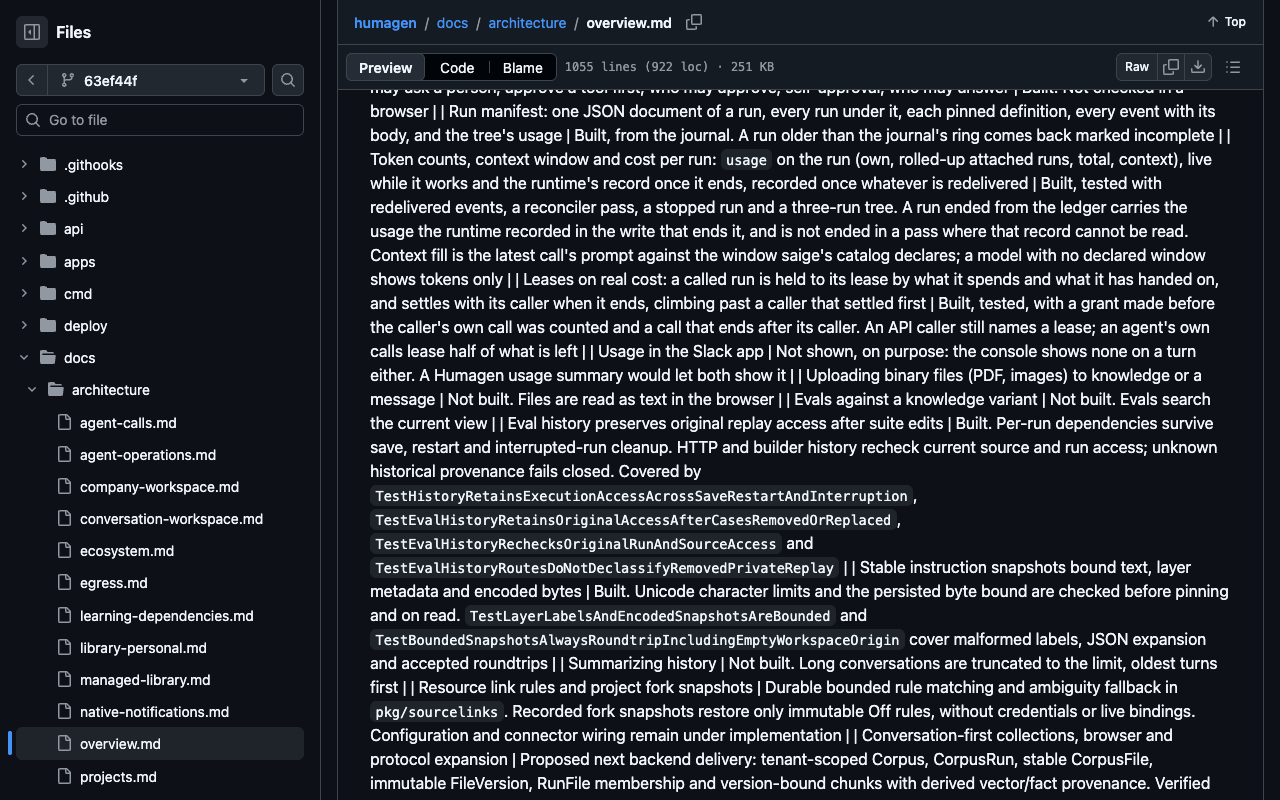 Files
humagen / docs / architecture / overview.md
Top
63ef44f
Preview Code Blame 1055 lines (922 loc) · 251 KB
Raw
Go to file
.githooks
.github
api
apps
cmd
deploy
docs
architecture
agent-calls.md
agent-operations.md
company-workspace.md
conversation-workspace.md
ecosystem.md
egress.md
learning-dependencies.md
library-personal.md
managed-library.md
native-notifications.md
overview.md
projects.md
may ask a person, approve a tool first, who may approve, self-approval, who may answer | Built. Not checked in a
browser | | Run manifest: one JSON document of a run, every run under it, each pinned definition, every event with its
body, and the tree's usage | Built, from the journal. A run older than the journal's ring comes back marked incomplete | |
Token counts, context window and cost per run: usage on the run (own, rolled-up attached runs, total, context), live
while it works and the runtime's record once it ends, recorded once whatever is redelivered | Built, tested with
redelivered events, a reconciler pass, a stopped run and a three-run tree. A run ended from the ledger carries the
usage the runtime recorded in the write that ends it, and is not ended in a pass where that record cannot be read.
Context fill is the latest call's prompt against the window saige's catalog declares; a model with no declared window
shows tokens only | | Leases on real cost: a called run is held to its lease by what it spends and what it has handed on,
and settles with its caller when it ends, climbing past a caller that settled first | Built, tested, with a grant made before
the caller's own call was counted and a call that ends after its caller. An API caller still names a lease; an agent's own
calls lease half of what is left | | Usage in the Slack app | Not shown, on purpose: the console shows none on a turn
either. A Humagen usage summary would let both show it | | Uploading binary files (PDF, images) to knowledge or a
message | Not built. Files are read as text in the browser | | Evals against a knowledge variant | Not built. Evals search
the current view | | Eval history preserves original replay access after suite edits | Built. Per-run dependencies survive
save, restart and interrupted-run cleanup. HTTP and builder history recheck current source and run access; unknown
historical provenance fails closed. Covered by
TestHistoryRetainsExecutionAccessAcrossSaveRestartAndInterruption ,
TestEvalHistoryRetainsOriginalAccessAfterCasesRemovedOrReplaced ,
TestEvalHistoryRechecksOriginalRunAndSourceAccess and
TestEvalHistoryRoutesDoNotDeclassifyRemovedPrivateReplay | | Stable instruction snapshots bound text, layer
metadata and encoded bytes | Built. Unicode character limits and the persisted byte bound are checked before pinning
and on read. TestLayerLabelsAndEncodedSnapshotsAreBounded and
TestBoundedSnapshotsAlwaysRoundtripIncludingEmptyWorkspaceOrigin cover malformed labels, JSON expansion
and accepted roundtrips | | Summarizing history | Not built. Long conversations are truncated to the limit, oldest turns
first | | Resource link rules and project fork snapshots | Durable bounded rule matching and ambiguity fallback in
pkg/sourcelinks . Recorded fork snapshots restore only immutable Off rules, without credentials or live bindings.
Configuration and connector wiring remain under implementation | | Conversation-first collections, browser and
protocol expansion | Proposed next backend delivery: tenant-scoped Corpus, CorpusRun, stable CorpusFile,
immutable FileVersion, RunFile membership and version-bound chunks with derived vector/fact provenance. Verified